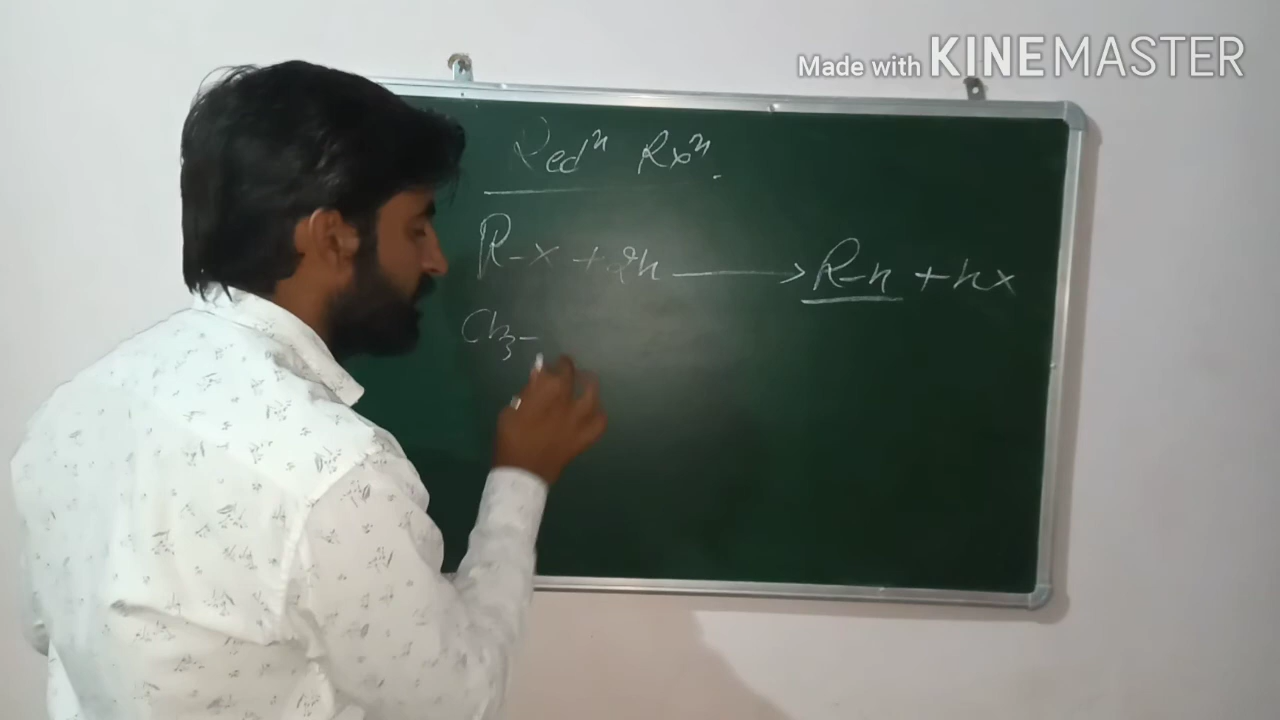 Made with KINEMASTER
Redⁿ Rxⁿ.
R-x + 2h → R-h + hx
Ch₃-